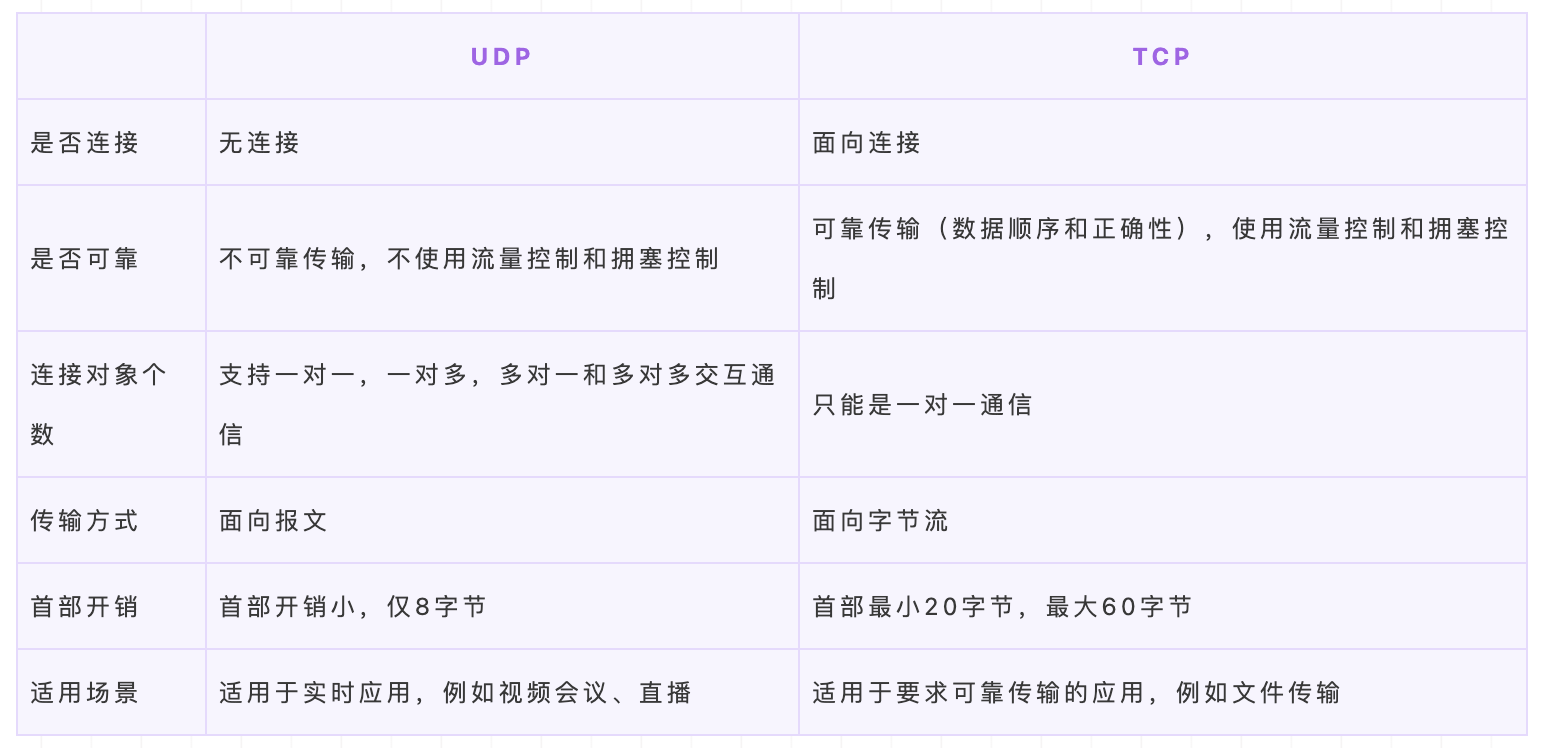 UDP
TCP
是否连接
无连接
面向连接
是否可靠
不可靠传输，不使用流量控制和拥塞控制
可靠传输（数据顺序和正确性），使用流量控制和拥塞控
制
连接对象个
数
支持一对一，一对多，多对一和多对多交互通
信
只能是一对一通信
传输方式
面向报文
面向字节流
首部开销
首部开销小，仅8字节
首部最小20字节，最大60字节
适用场景
适用于实时应用，例如视频会议、直播
适用于要求可靠传输的应用，例如文件传输